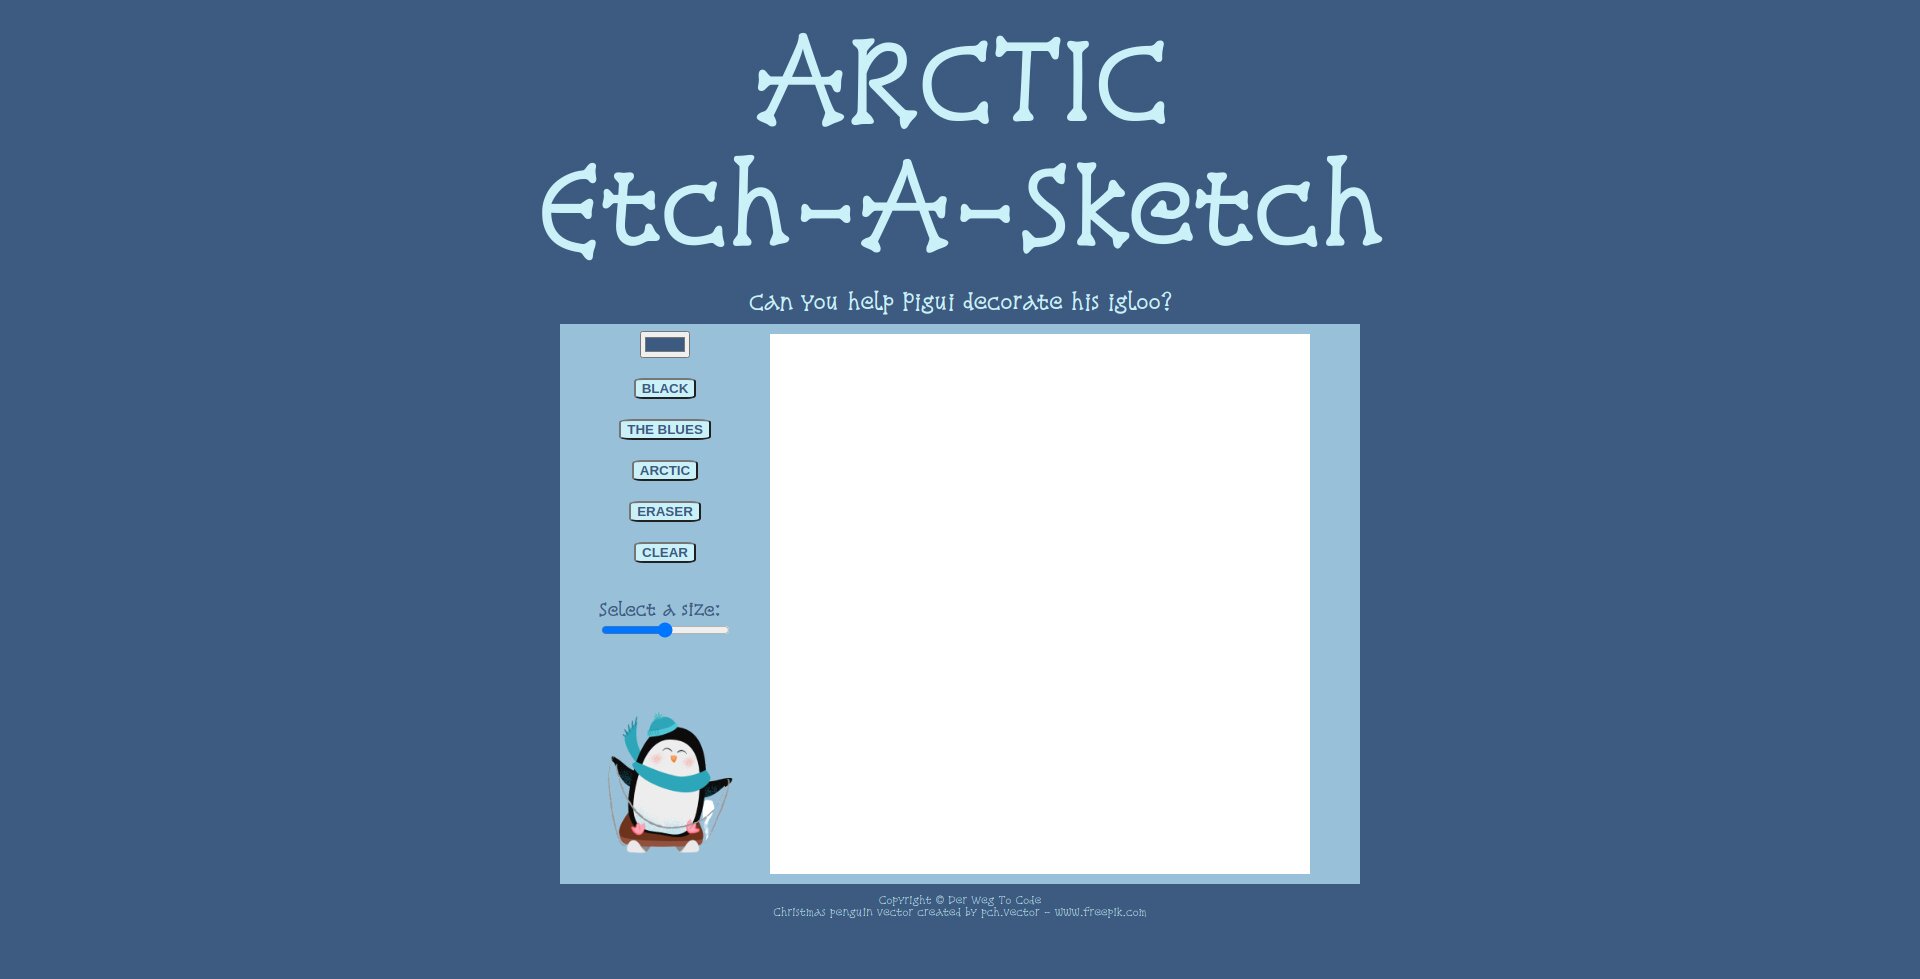 ARCTIC
Etch-A-Sketch
Can You help Pigui decorate his igloo?
BLACK
THE BLUES
ARCTIC
ERASER
CLEAR
Select a size:
Copyright © Der Weg To Code
Christmas penguin vector created by pch.vector - www.freepik.com